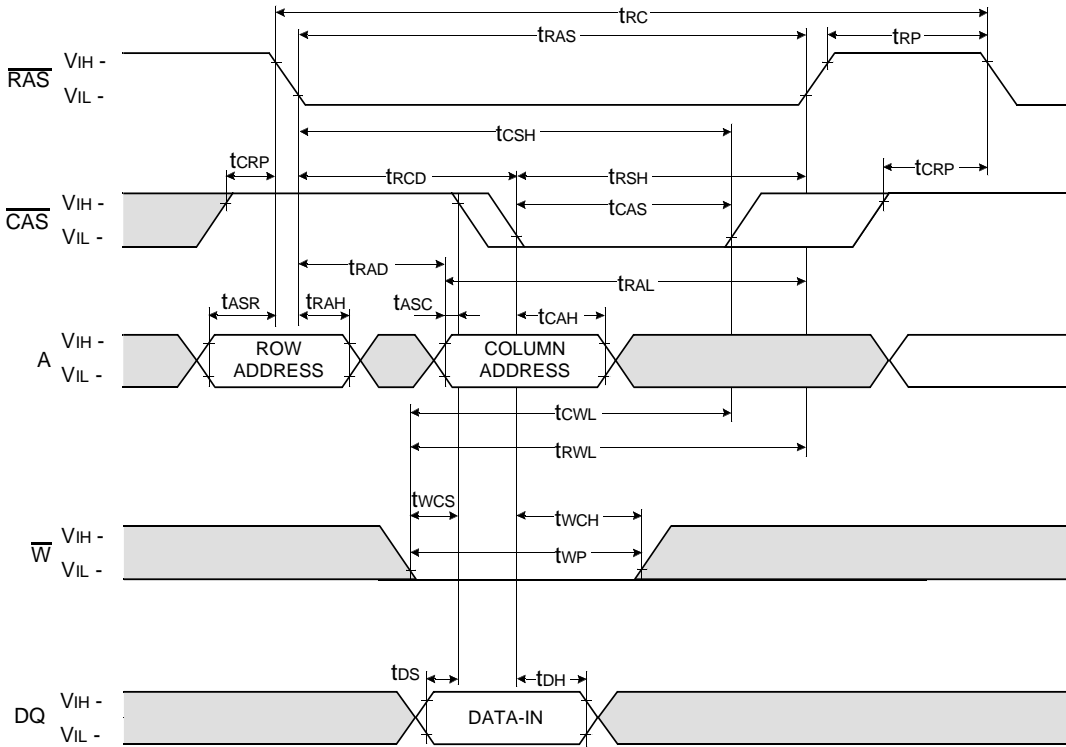 tRC
tRAS
tRP
RAS
VIH -
VIL -
tCSH
tCRP
tRCD
tRSH
tCRP
CAS
VIH -
VIL -
tCAS
tRAD
tRAL
tASR
tRAH
tASC
tCAH
A
VIH -
VIL -
ROW
ADDRESS
COLUMN
ADDRESS
tCWL
tRWL
tWCS
tWCH
W
VIH -
VIL -
tWP
tDS
tDH
DQ
VIH -
VIL -
DATA-IN